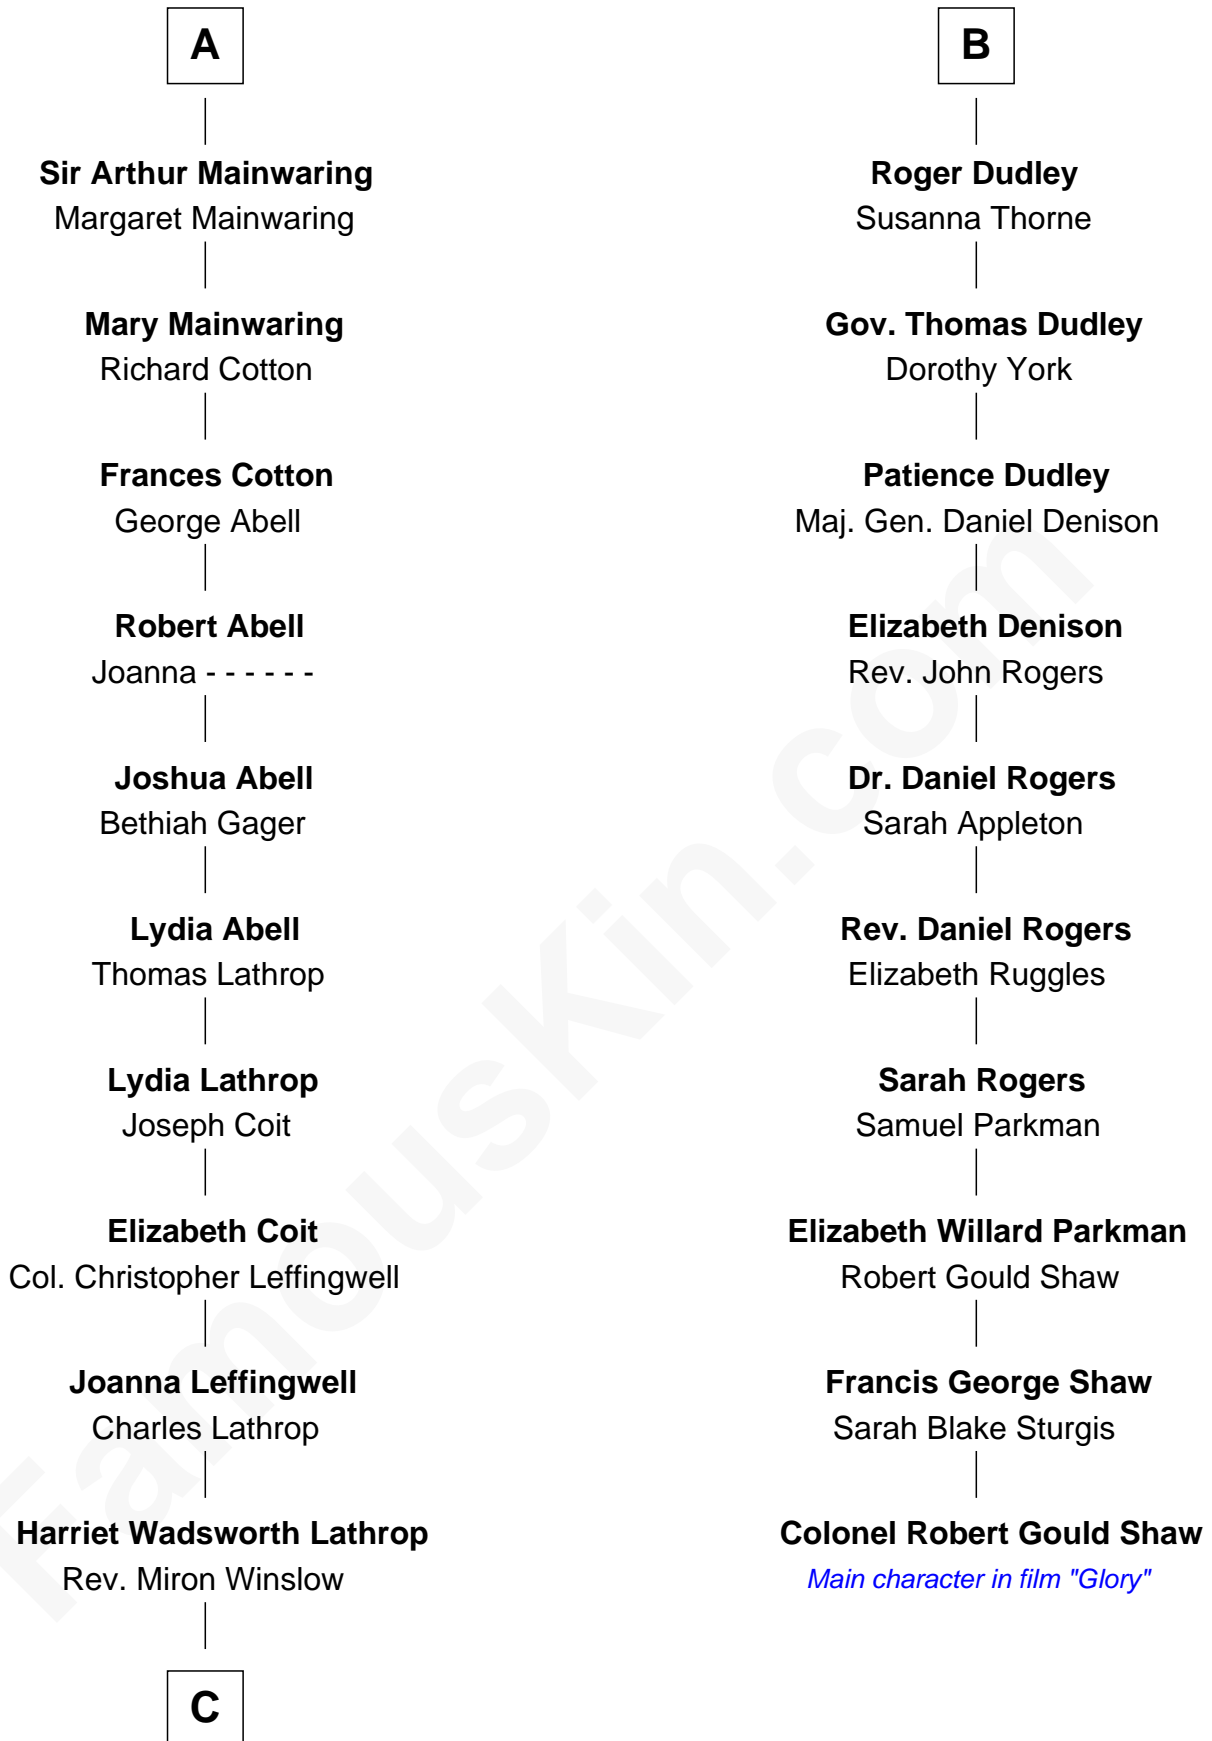 A
Sir Arthur Mainwaring
Margaret Mainwaring
Mary Mainwaring
Richard Cotton
Frances Cotton
George Abell
Robert Abell
Joanna - - - - - -
Joshua Abell
Bethiah Gager
Lydia Abell
Thomas Lathrop
Lydia Lathrop
Joseph Coit
Elizabeth Coit
Col. Christopher Leffingwell
Joanna Leffingwell
Charles Lathrop
Harriet Wadsworth Lathrop
Rev. Miron Winslow
C
B
Roger Dudley
Susanna Thorne
Gov. Thomas Dudley
Dorothy York
Patience Dudley
Maj. Gen. Daniel Denison
Elizabeth Denison
Rev. John Rogers
Dr. Daniel Rogers
Sarah Appleton
Rev. Daniel Rogers
Elizabeth Ruggles
Sarah Rogers
Samuel Parkman
Elizabeth Willard Parkman
Robert Gould Shaw
Francis George Shaw
Sarah Blake Sturgis
Colonel Robert Gould Shaw
Main character in film "Glory"
FamousKin.com